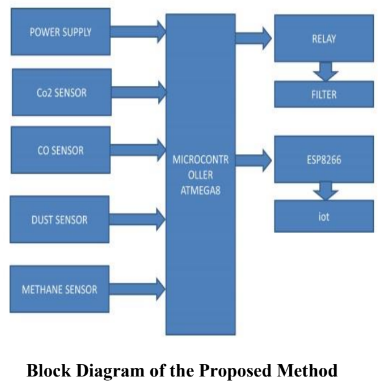 POWER SUPPLY
Co2 SENSOR
CO SENSOR
DUST SENSOR
METHANE SENSOR
MICROCONTR
OLLER
ATMEGA8
RELAY
FILTER
ESP8266
iot
Block Diagram of the Proposed Method